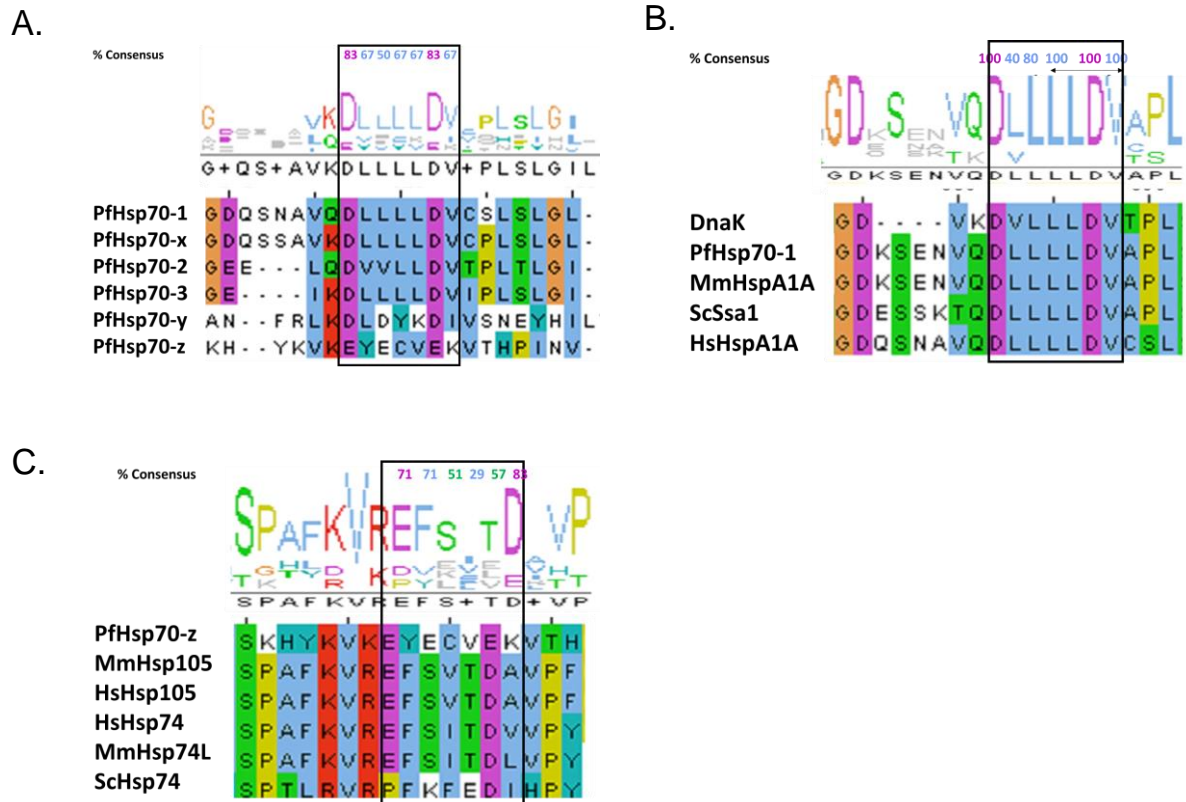 A.
% Consensus 83 67 50 67 67 83 67
G+QS+AVKDLLLLDV+PLSLGIL-
PfHsp70-1 GDQSNAVQDLLLLDVCSLSLGL-
PfHsp70-x GDQSSAVKDLLLLDVCPLSLGL-
PfHsp70-2 GEE---LQDVVLLDVTPLTLGI-
PfHsp70-3 GE----IKDLLLLDVIPLSLGI-
PfHsp70-y AN--FRLKDLDYKDIVSNEYHIL
PfHsp70-z KH--YKVKEYECVEKVTHPINV-
B.
% Consensus 100 40 80 100 100 100
GDKSENVQDLLLLDVAPL
DnaK GD----VKDVLLLDVTPL
PfHsp70-1 GDKSENVQDLLLLDVAPL
MmHspA1A GDKSENVQDLLLLDVAPL
ScSsa1 GDESSKTQDLLLLDVAPL
HsHspA1A GDQSNAVQDLLLLDVCSL
C.
% Consensus 71 71 51 29 57 83
SPAFKVREFS+TD+VP
PfHsp70-z SKHYKVKEYECVEKVTH
MmHsp105 SPAFKVREFSVTDAVPF
HsHsp105 SPAFKVREFSVTDAVPF
HsHsp74 SPAFKVREFSITDVVPY
MmHsp74L SPAFKVREFSITDLVPY
ScHsp74 SPTLRVRPFKFEDIHPY